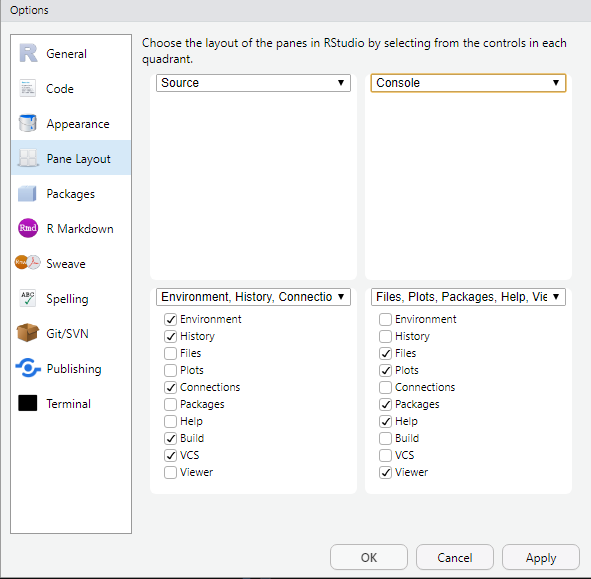 Options
General
Code
Appearance
Pane Layout
Packages
Rmd R Markdown
Sweave
ABC Spelling
Git/SVN
Publishing
Terminal
Choose the layout of the panes in RStudio by selecting from the controls in each
quadrant.
Source
Console
Environment, History, Connectio
Environment
History
Files
Plots
Connections
Packages
Help
Build
VCS
Viewer
Files, Plots, Packages, Help, Vie
Environment
History
Files
Plots
Connections
Packages
Help
Build
VCS
Viewer
OK
Cancel
Apply